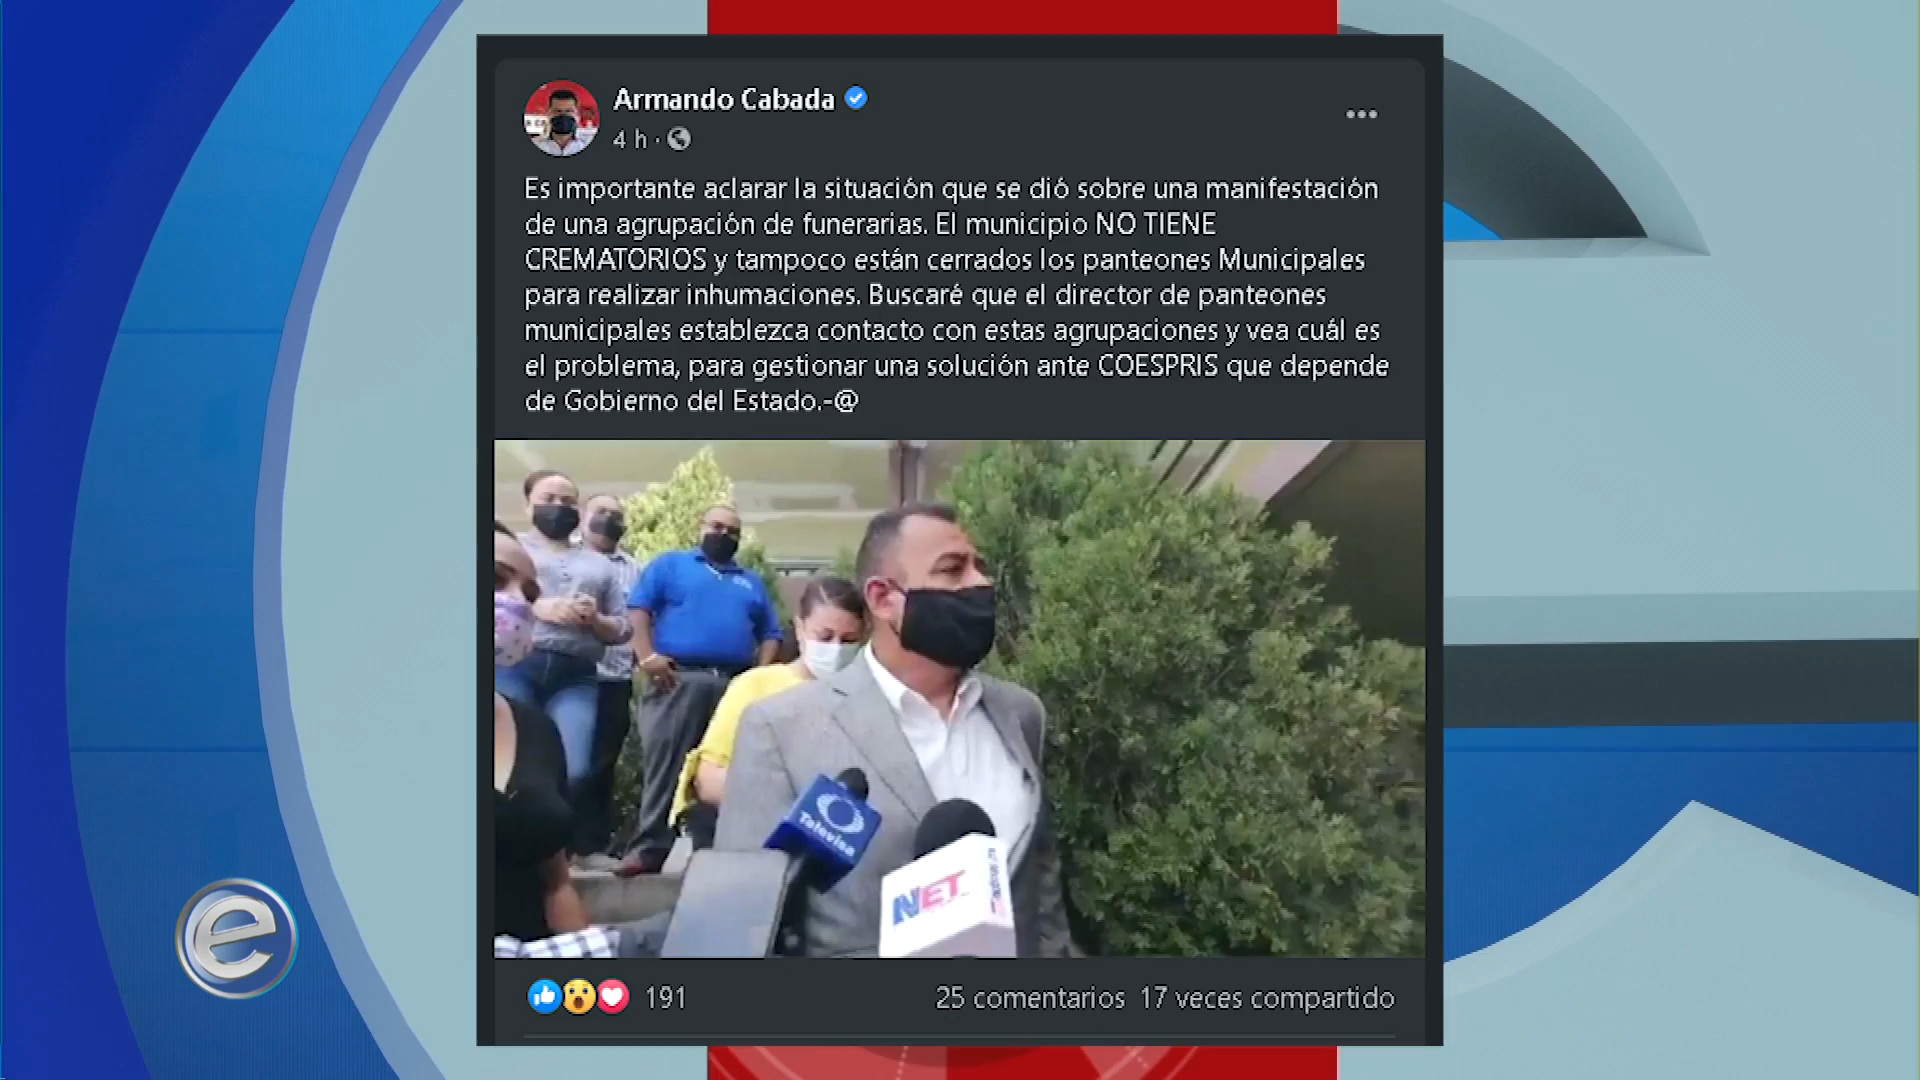 Armando Cabada
4 h ·
Es importante aclarar la situación que se dió sobre una manifestación
de una agrupación de funerarias. El municipio NO TIENE
CREMATORIOS y tampoco están cerrados los panteones Municipales
para realizar inhumaciones. Buscaré que el director de panteones
municipales establezca contacto con estas agrupaciones y vea cuál es
el problema, para gestionar una solución ante COESPRIS que depende
de Gobierno del Estado.-@
Televisa
NET
e
191
25 comentarios 17 veces compartido